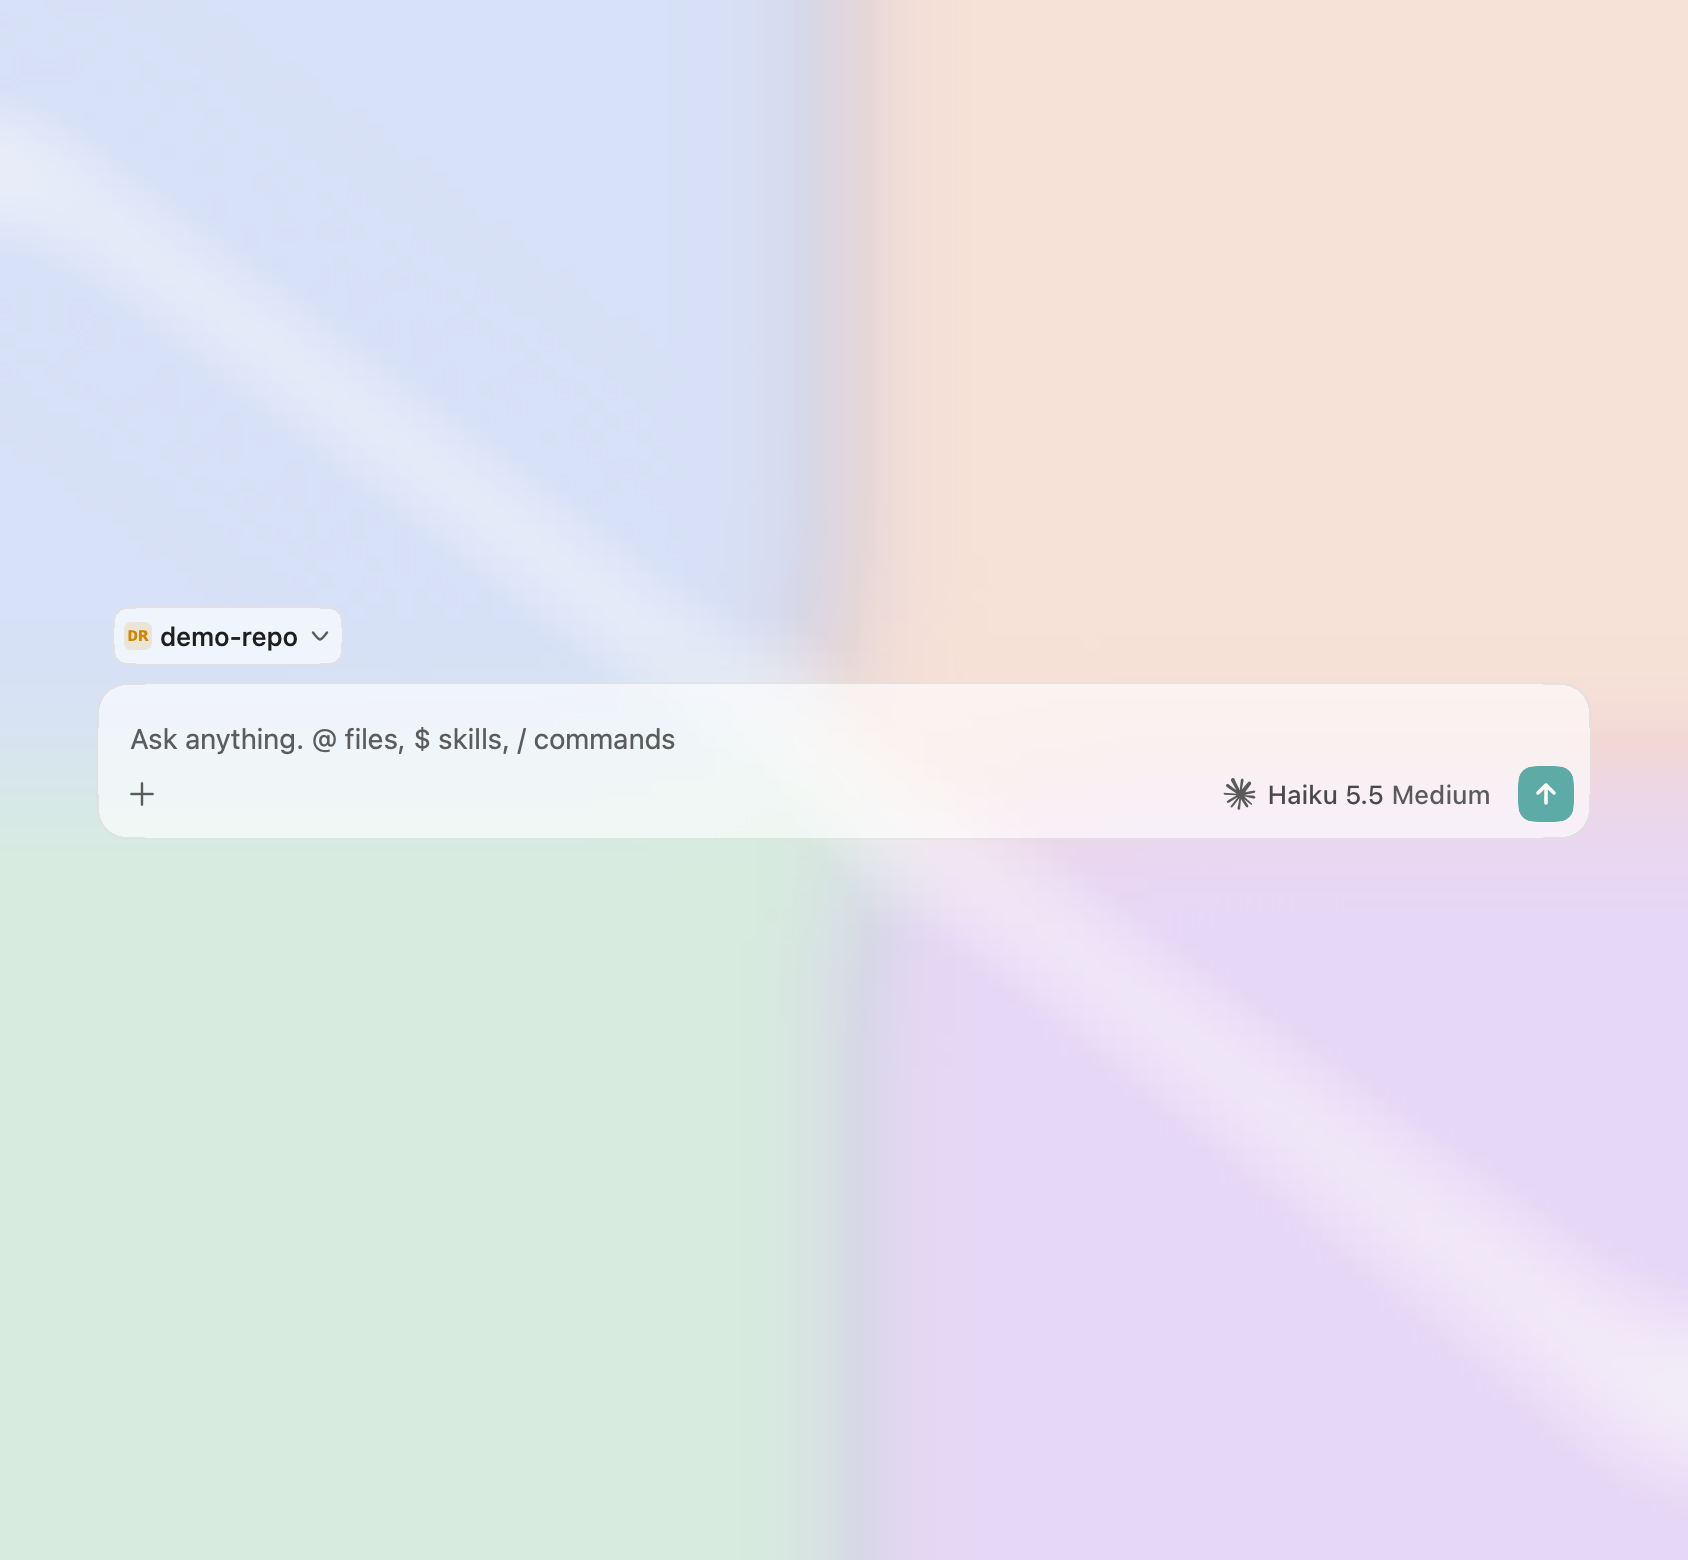 DR demo-repo
Ask anything. @ files, $ skills, / commands
Haiku 5.5 Medium